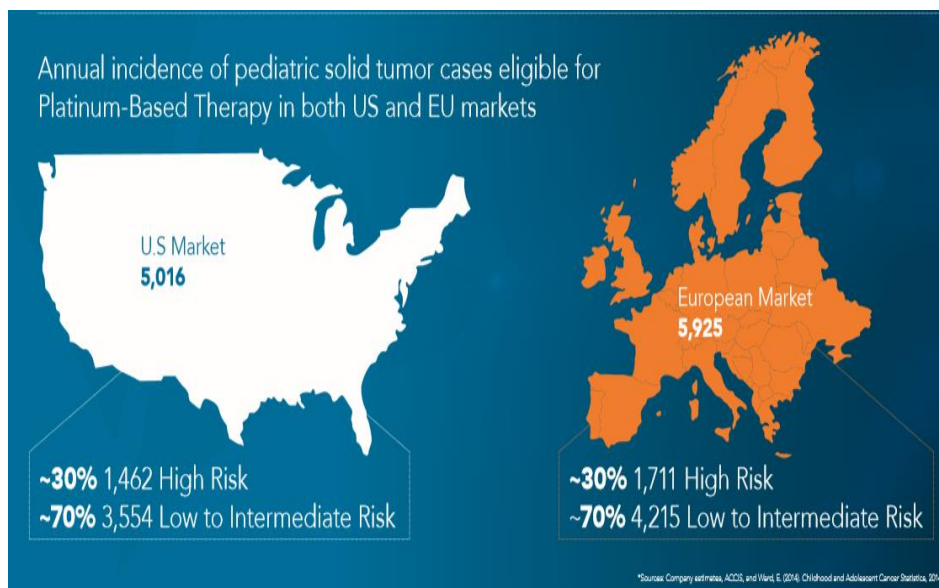 Annual incidence of pediatric solid tumor cases eligible for
Platinum-Based Therapy in both US and EU markets
U.S Market
5,016
European Market
5,925
~30% 1,462 High Risk
~70% 3,554 Low to Intermediate Risk
~30% 1,711 High Risk
~70% 4,215 Low to Intermediate Risk
*Sources: Company estimates, ACCIS, and Ward, E. (2014). Childhood and Adolescent Cancer Statistics,